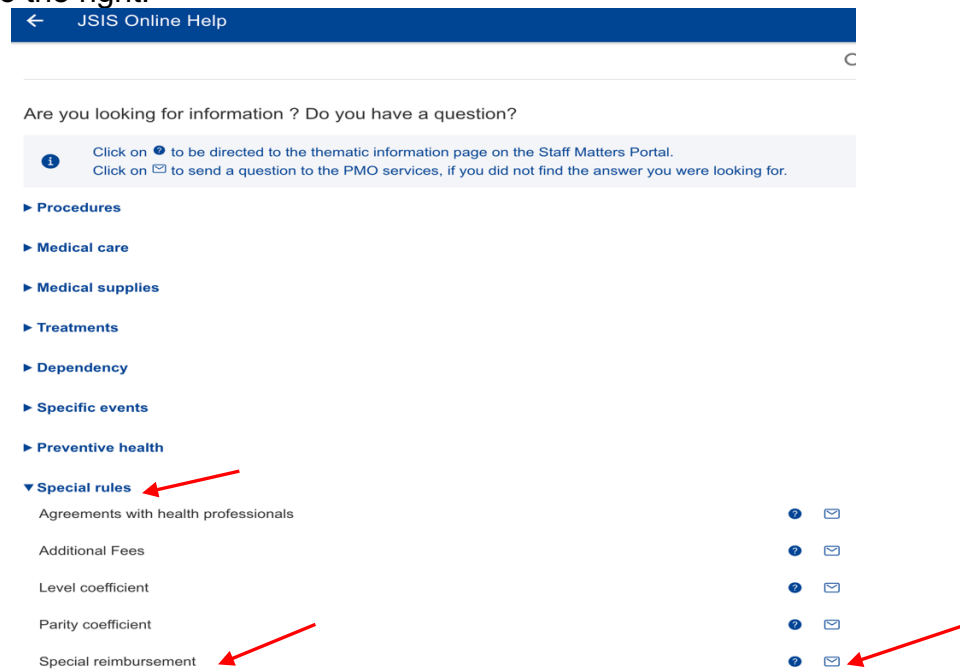 the right.
JSIS Online Help
Are you looking for information ? Do you have a question?
Click on ? to be directed to the thematic information page on the Staff Matters Portal.
Click on to send a question to the PMO services, if you did not find the answer you were looking for.
Procedures
Medical care
Medical supplies
Treatments
Dependency
Specific events
Preventive health
Special rules
Agreements with health professionals
Additional Fees
Level coefficient
Parity coefficient
Special reimbursement